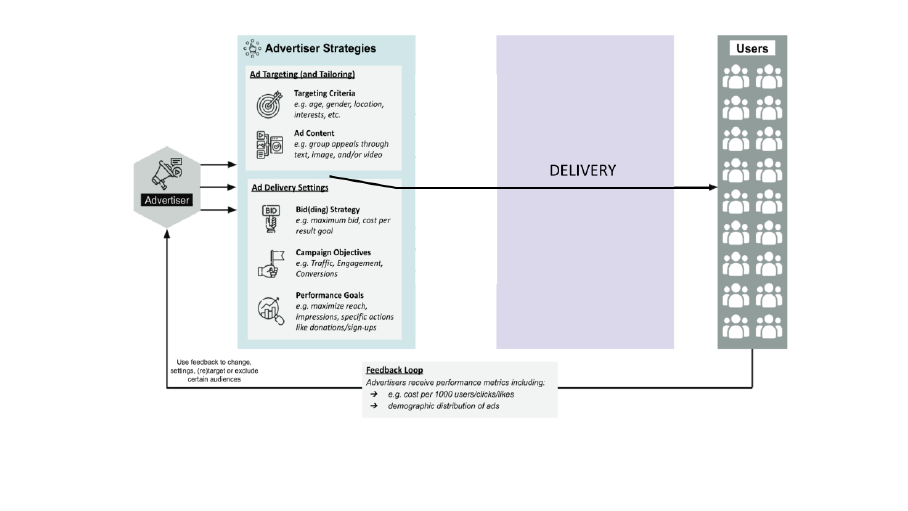 Advertiser Strategies
Ad Targeting (and Tailoring)
Targeting Criteria
e.g. age, gender, location,
interests, etc.
Ad Content
e.g. group appeals through
text, image, and/or video
Advertiser
Ad Delivery Settings
BID
Bid(ding) Strategy
e.g. maximum bid, cost per
result goal
Campaign Objectives
e.g. Traffic, Engagement,
Conversions
Performance Goals
e.g. maximize reach,
impressions, specific actions
like donations/sign-ups
DELIVERY
Users
Use feedback to change,
settings, (re)target or exclude
certain audiences
Feedback Loop
Advertisers receive performance metrics including:
→ e.g. cost per 1000 users/clicks/likes
→ demographic distribution of ads